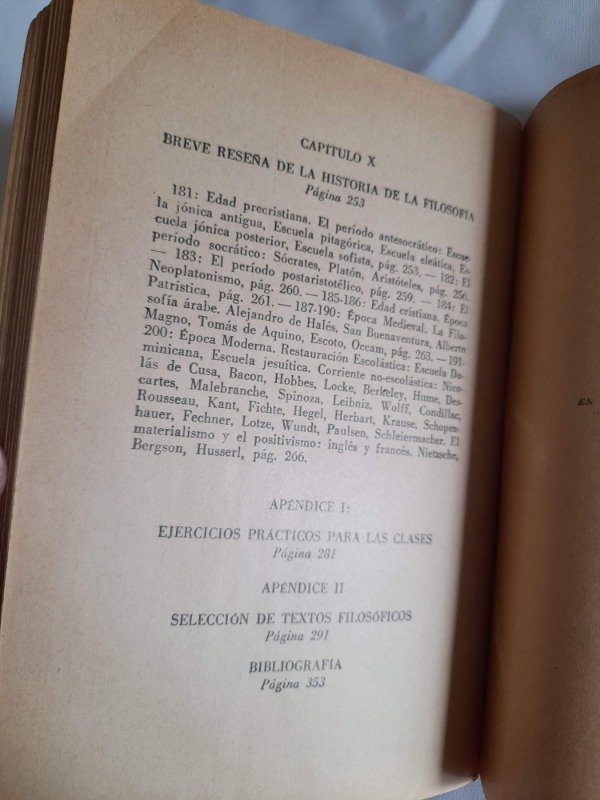 CAPÍTULO X
BREVE RESEÑA DE LA HISTORIA DE LA FILOSOFÍA
Página 253
181: Edad precristiana. El período antesocrático: Escue-
la jónica antigua, Escuela pitagórica. Escuela eleática, Es-
cuela jónica posterior, Escuela sofista, pág. 253. — 182: El
período socrático: Sócrates, Platón, Aristóteles, pág. 256.
— 183: El período postaristotélico, pág. 259. — 184: El
Neoplatonismo, pág. 260. — 185-186: Edad cristiana. Época
Patrística, pág. 261. — 187-190: Época Medieval. La Filo-
sofía árabe. Alejandro de Halés, San Buenaventura, Alberto
Magno, Tomás de Aquino, Escoto, Occam, pág. 263. — 191-
200: Época Moderna. Restauración Escolástica: Escuela Do-
minicana, Escuela jesuítica. Corriente no-escolástica: Nico-
lás de Cusa, Bacon, Hobbes, Locke, Berkeley, Hume, Des-
cartes, Malebranche, Spinoza, Leibniz, Wolff, Condillac,
Rousseau, Kant, Fichte, Hegel, Herbart, Krause, Schopen-
hauer, Fechner, Lotze, Wundt, Paulsen, Schleiermacher. El
materialismo y el positivismo: inglés y francés. Nietzsche,
Bergson, Husserl, pág. 266.
APÉNDICE I:
EJERCICIOS PRÁCTICOS PARA LAS CLASES
Página 281
APÉNDICE II
SELECCIÓN DE TEXTOS FILOSÓFICOS
Página 291
BIBLIOGRAFÍA
Página 353
EN